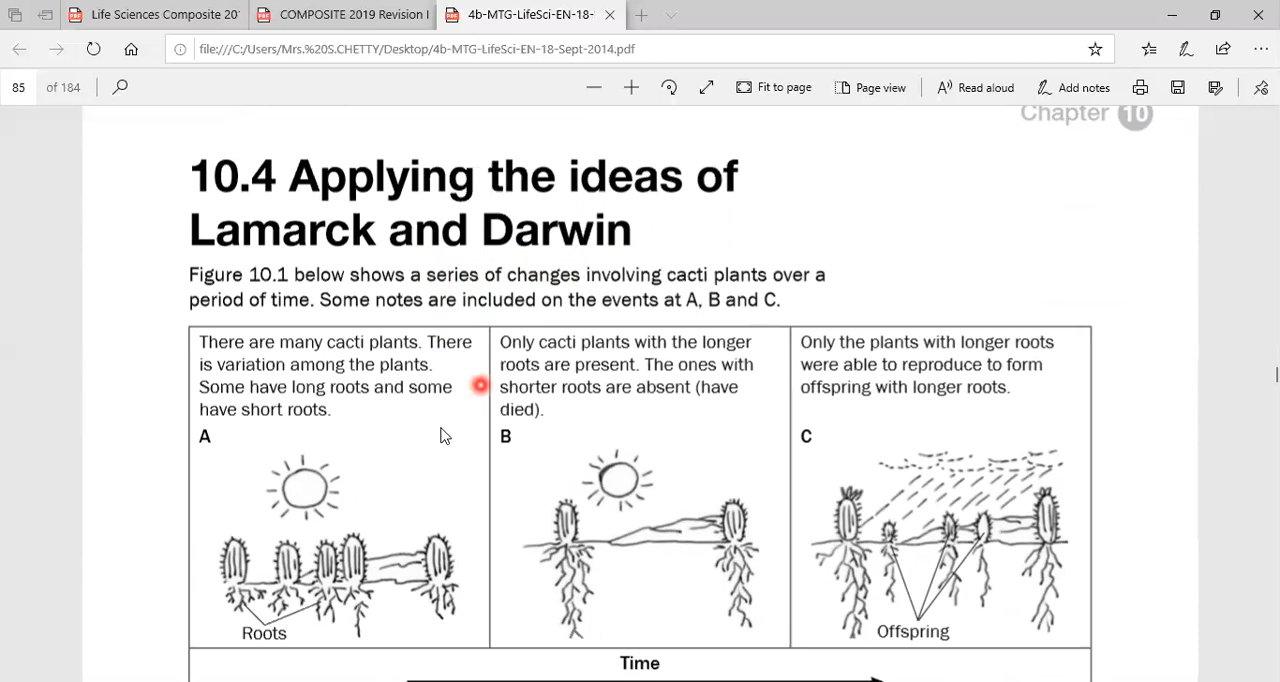 Life Sciences Composite 20
COMPOSITE 2019 Revision
4b-MTG-LifeSci-EN-18-
file:///C:/Users/Mrs.%20S.CHETTY/Desktop/4b-MTG-LifeSci-EN-18-Sept-2014.pdf
85 of 184
Fit to page
Page view
Read aloud
Add notes
Chapter 10
10.4 Applying the ideas of
Lamarck and Darwin
Figure 10.1 below shows a series of changes involving cacti plants over a
period of time. Some notes are included on the events at A, B and C.
There are many cacti plants. There
is variation among the plants.
Some have long roots and some
have short roots.
A
Roots
Only cacti plants with the longer
roots are present. The ones with
shorter roots are absent (have
died).
B
Only the plants with longer roots
were able to reproduce to form
offspring with longer roots.
C
Offspring
Time